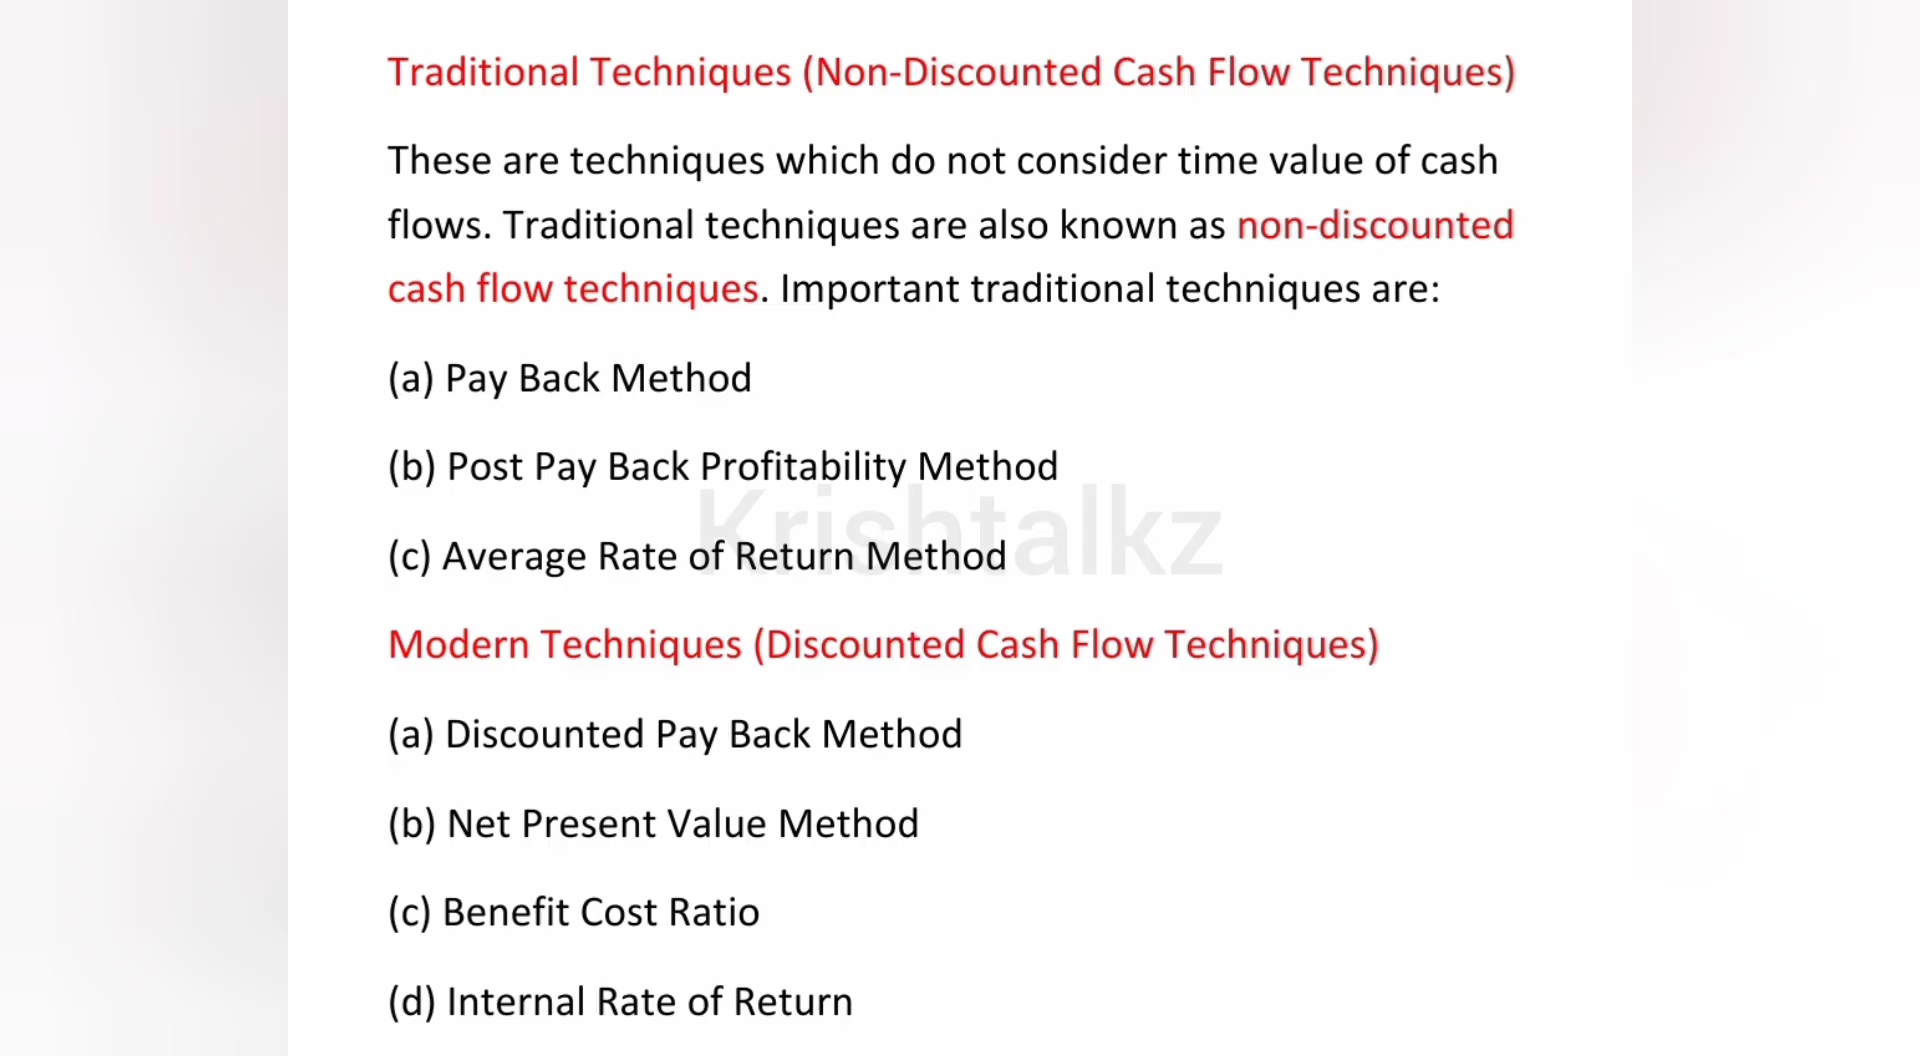 Traditional Techniques (Non-Discounted Cash Flow Techniques)
These are techniques which do not consider time value of cash
flows. Traditional techniques are also known as non-discounted
cash flow techniques. Important traditional techniques are:
(a) Pay Back Method
(b) Post Pay Back Profitability Method
Krishtalkz
(c) Average Rate of Return Method
Modern Techniques (Discounted Cash Flow Techniques)
(a) Discounted Pay Back Method
(b) Net Present Value Method
(c) Benefit Cost Ratio
(d) Internal Rate of Return